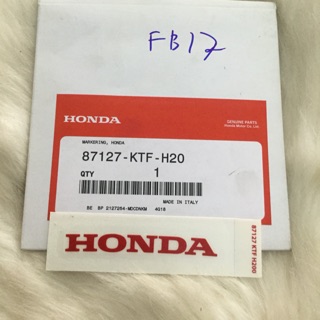 FB17
HONDA
GENUINE PARTS
Honda Motor Co., Ltd.
MARKERING, HONDA
87127-KTF-H20
QTY 1
MADE IN ITALY
HONDA
87127 KTF H200